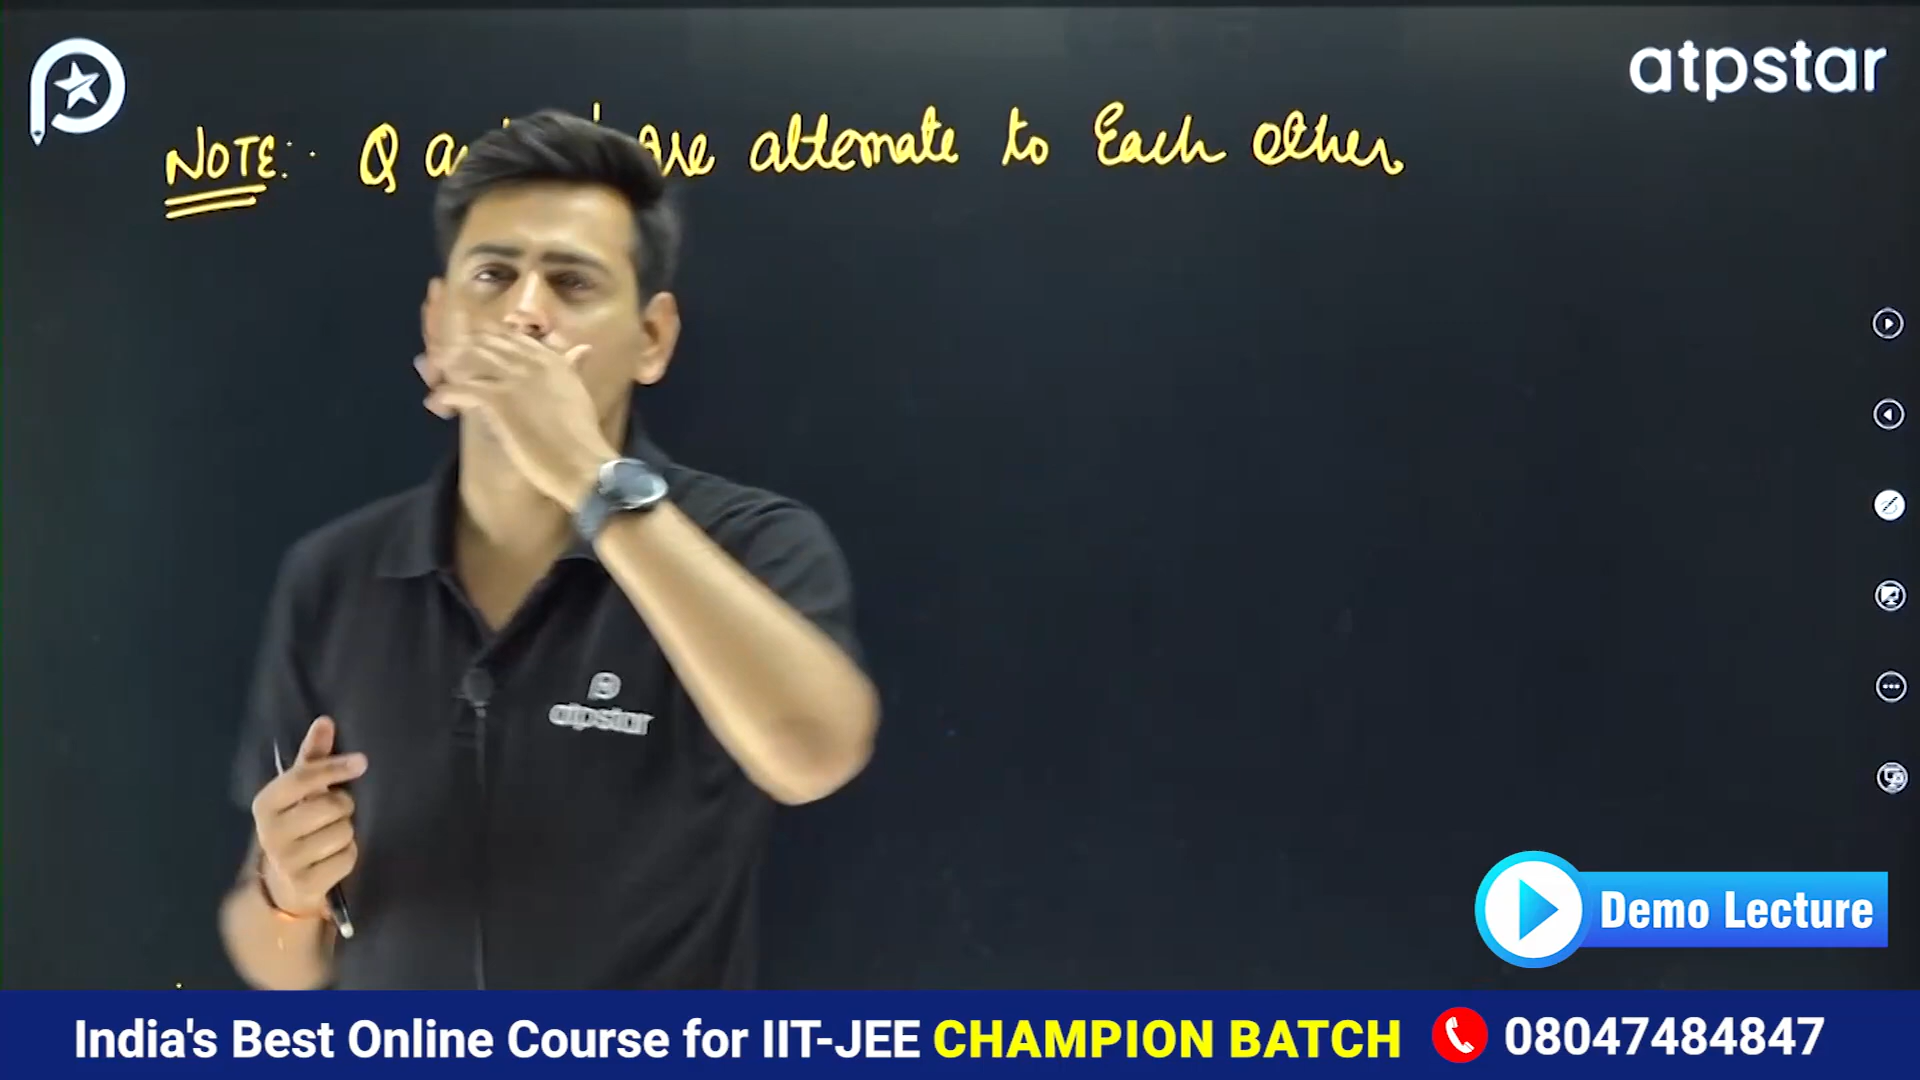 atpstar
NOTE:- Q are alternate to Each other.
atpstar
Demo Lecture
India's Best Online Course for IIT-JEE CHAMPION BATCH 08047484847